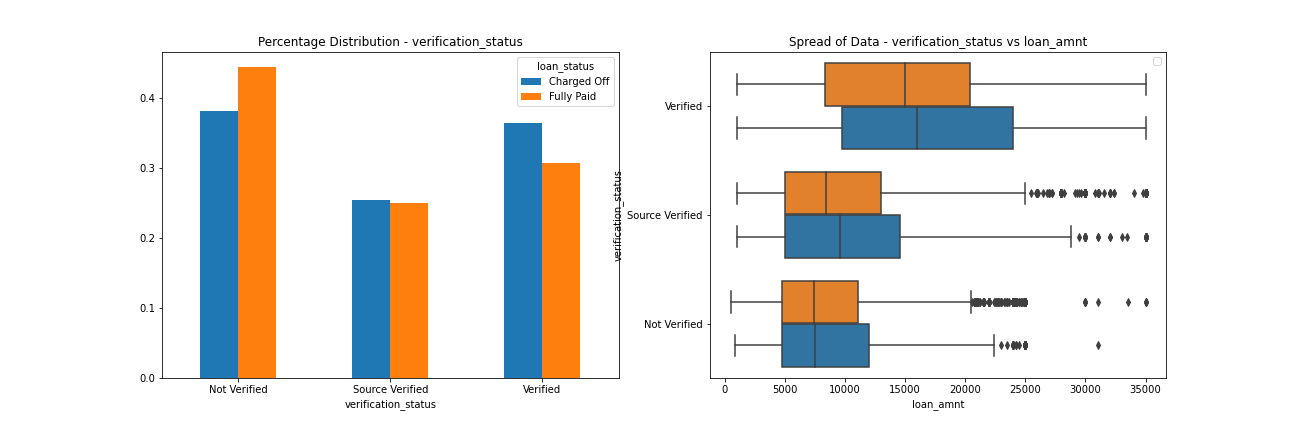 Percentage Distribution - verification_status
loan_status
Charged Off
Fully Paid
0.4
0.3
0.2
0.1
0.0
Not Verified
Source Verified
Verified
verification_status
Spread of Data - verification_status vs loan_amnt
verification_status
Verified
Source Verified
Not Verified
0
5000
10000
15000
20000
25000
30000
35000
loan_amnt